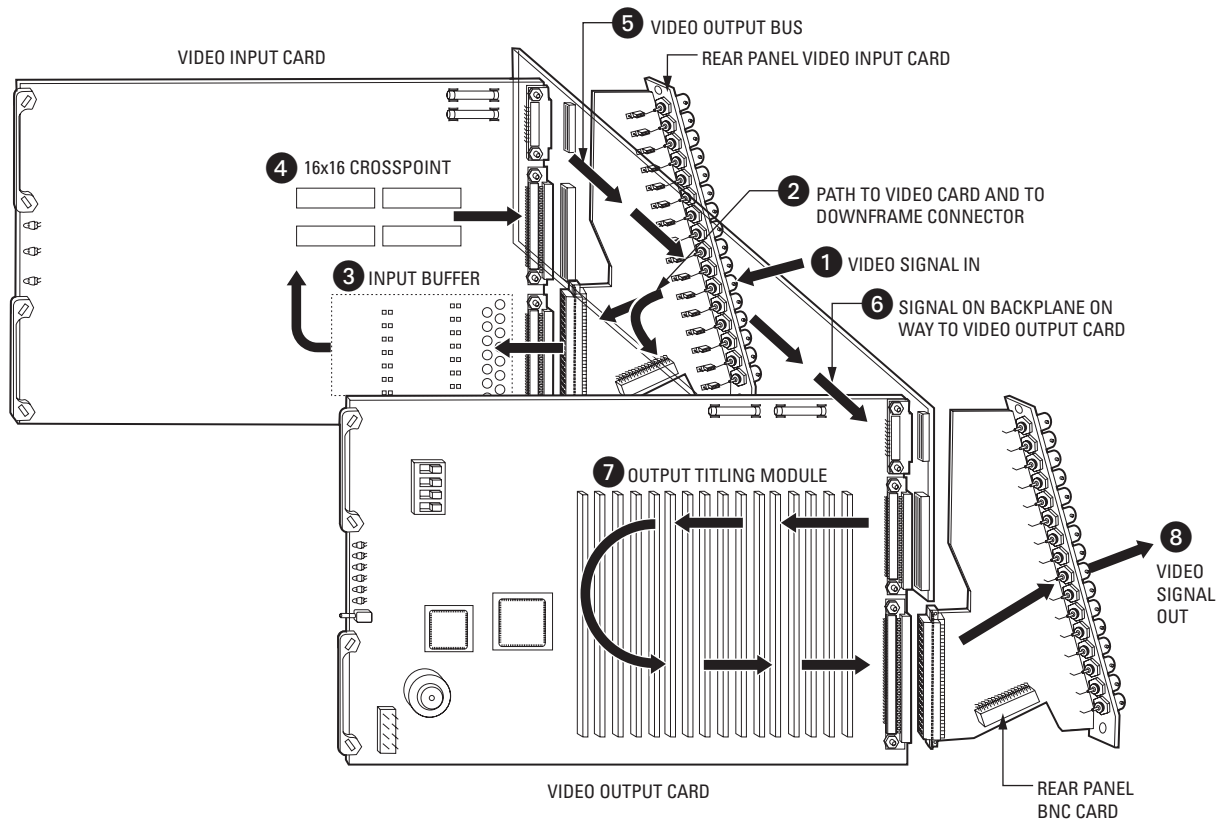 5 VIDEO OUTPUT BUS
VIDEO INPUT CARD
REAR PANEL VIDEO INPUT CARD
4 16x16 CROSSPOINT
2 PATH TO VIDEO CARD AND TO
DOWNFRAME CONNECTOR
3 INPUT BUFFER
1 VIDEO SIGNAL IN
6 SIGNAL ON BACKPLANE ON
WAY TO VIDEO OUTPUT CARD
7 OUTPUT TITLING MODULE
8
VIDEO
SIGNAL
OUT
VIDEO OUTPUT CARD
REAR PANEL
BNC CARD